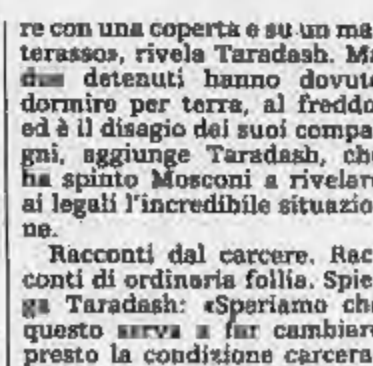 re con una coperta e su un ma
terasso», rivela Taradash. Ma
due detenuti hanno dovute
dormire per terra, al freddo
ed è il disagio dei suoi compa
gni, aggiunge Taradash, che
ha spinto Mosconi a rivelare
ai legali l'incredibile situazio
ne.
Racconti dal carcere. Rac
conti di ordinaria follia. Spie
ga Taradash: «Speriamo che
questo serva a far cambiare
presto la condizione carcera